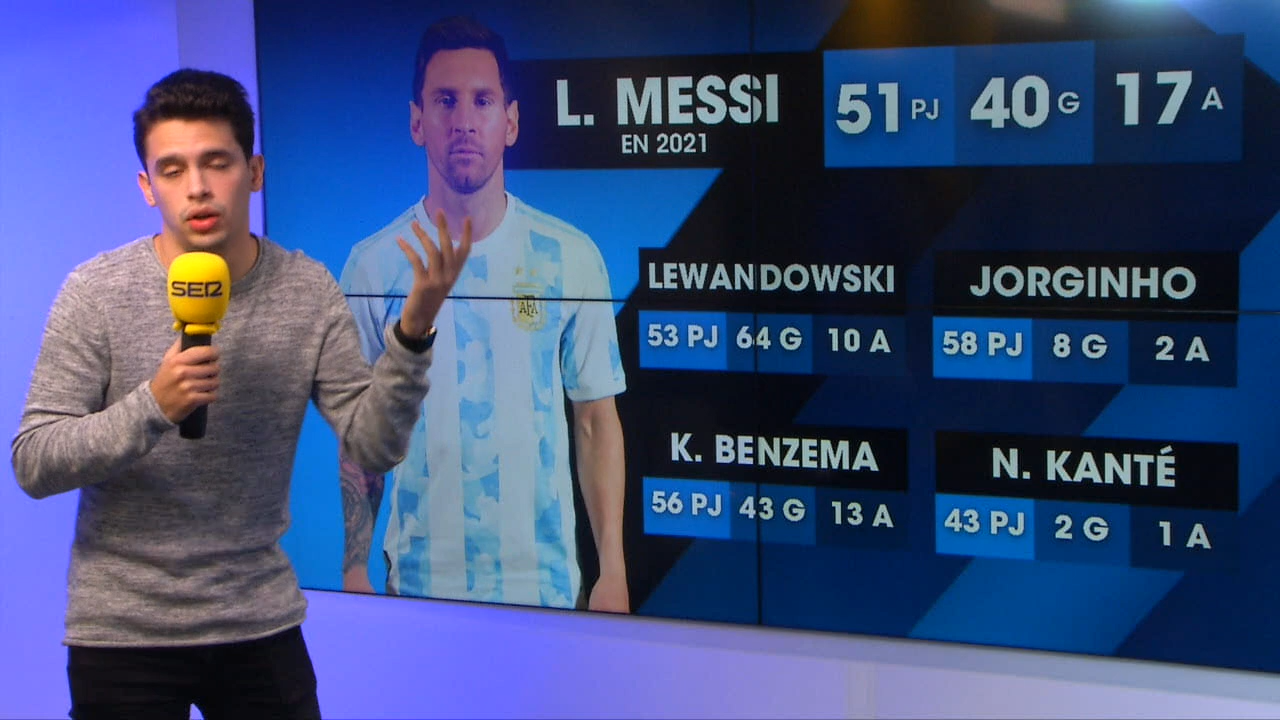 L. MESSI
EN 2021
51 PJ 40 G 17 A
SER
AFA
LEWANDOWSKI
53 PJ 64 G 10 A
JORGINHO
58 PJ 8 G 2 A
K. BENZEMA
56 PJ 43 G 13 A
N. KANTÉ
43 PJ 2 G 1 A